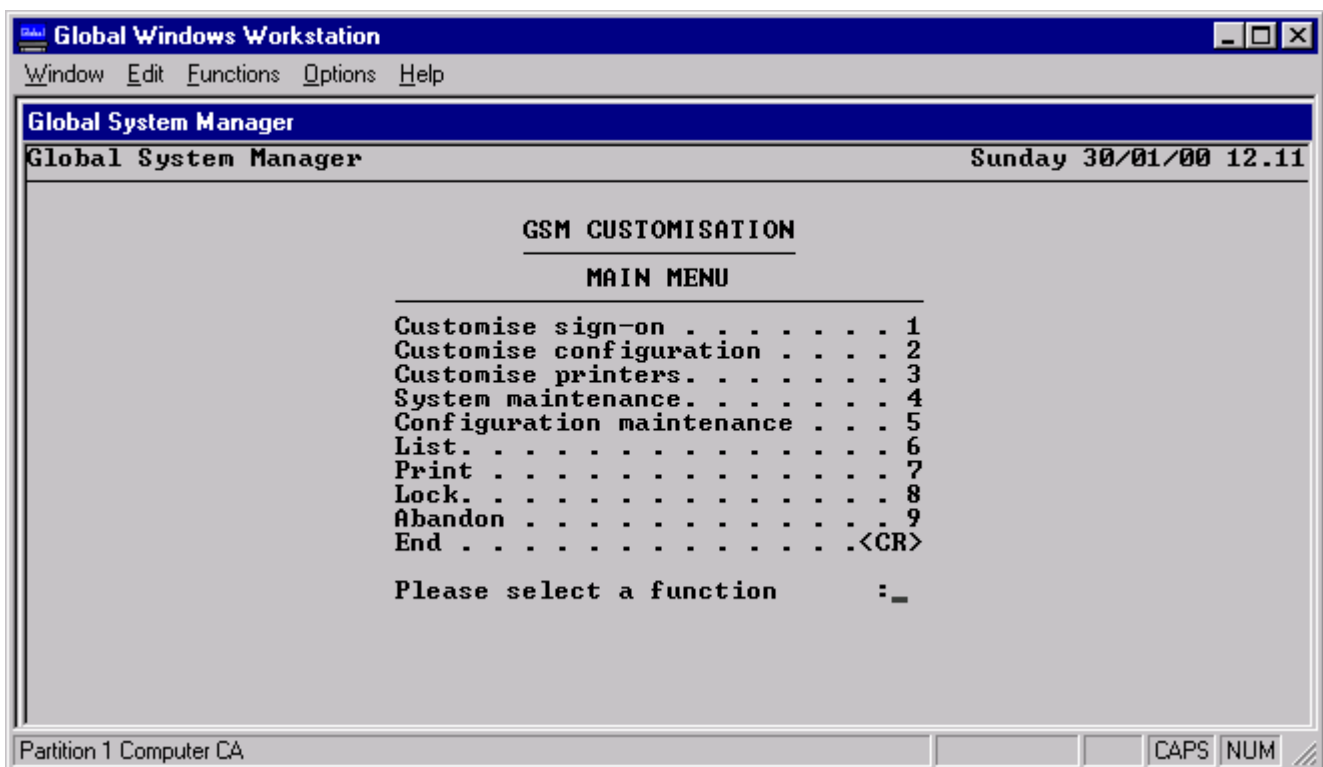 Global Windows Workstation
Window Edit Functions Options Help
Global System Manager
Global System Manager Sunday 30/01/00 12.11
GSM CUSTOMISATION
MAIN MENU
Customise sign-on . . . . . . . 1
Customise configuration . . . . 2
Customise printers. . . . . . . 3
System maintenance. . . . . . . 4
Configuration maintenance . . . 5
List. . . . . . . . . . . . . . 6
Print . . . . . . . . . . . . . 7
Lock. . . . . . . . . . . . . . 8
Abandon . . . . . . . . . . . . 9
End . . . . . . . . . . . . .<CR>
Please select a function :_
Partition 1 Computer CA CAPS NUM